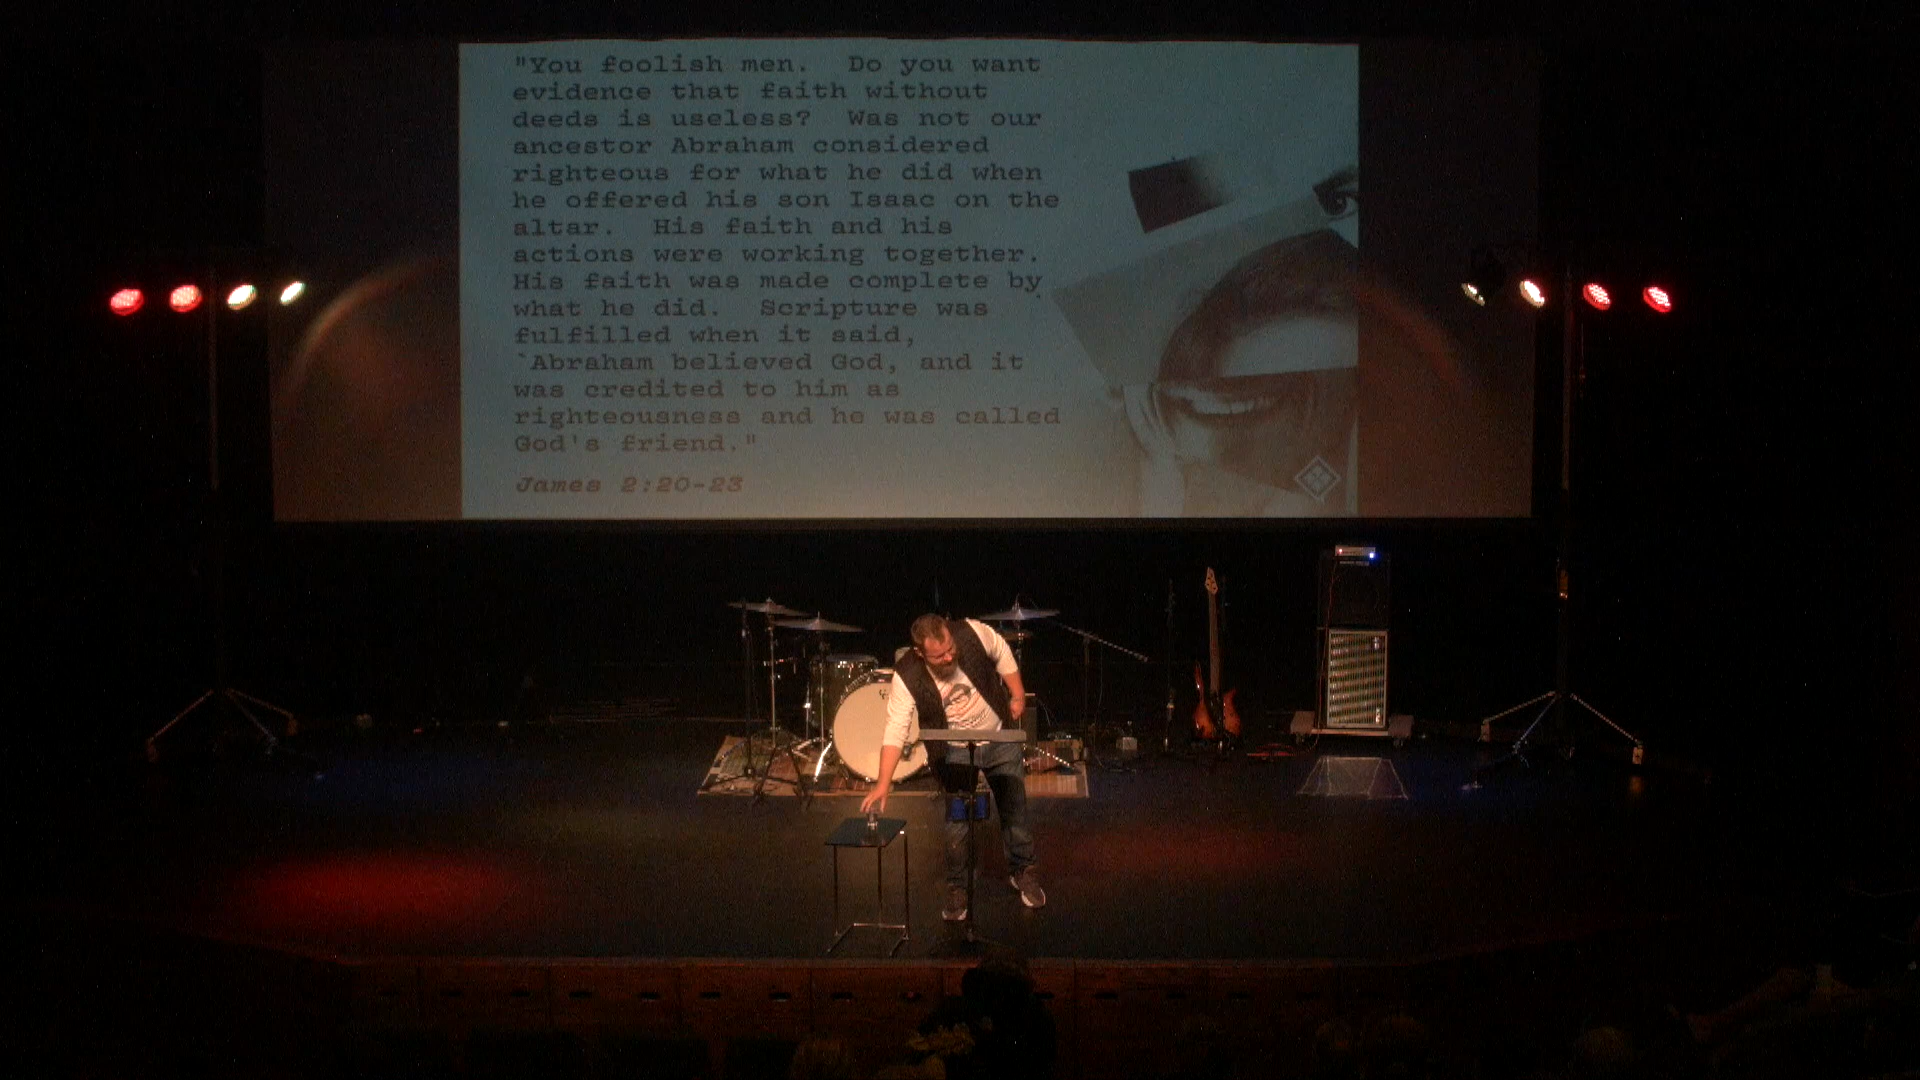 "You foolish men.  Do you want
evidence that faith without
deeds is useless?  Was not our
ancestor Abraham considered
righteous for what he did when
he offered his son Isaac on the
altar.  His faith and his
actions were working together.
His faith was made complete by
what he did.  Scripture was
fulfilled when it said,
`Abraham believed God, and it
was credited to him as
righteousness and he was called
God's friend."
James 2:20-23